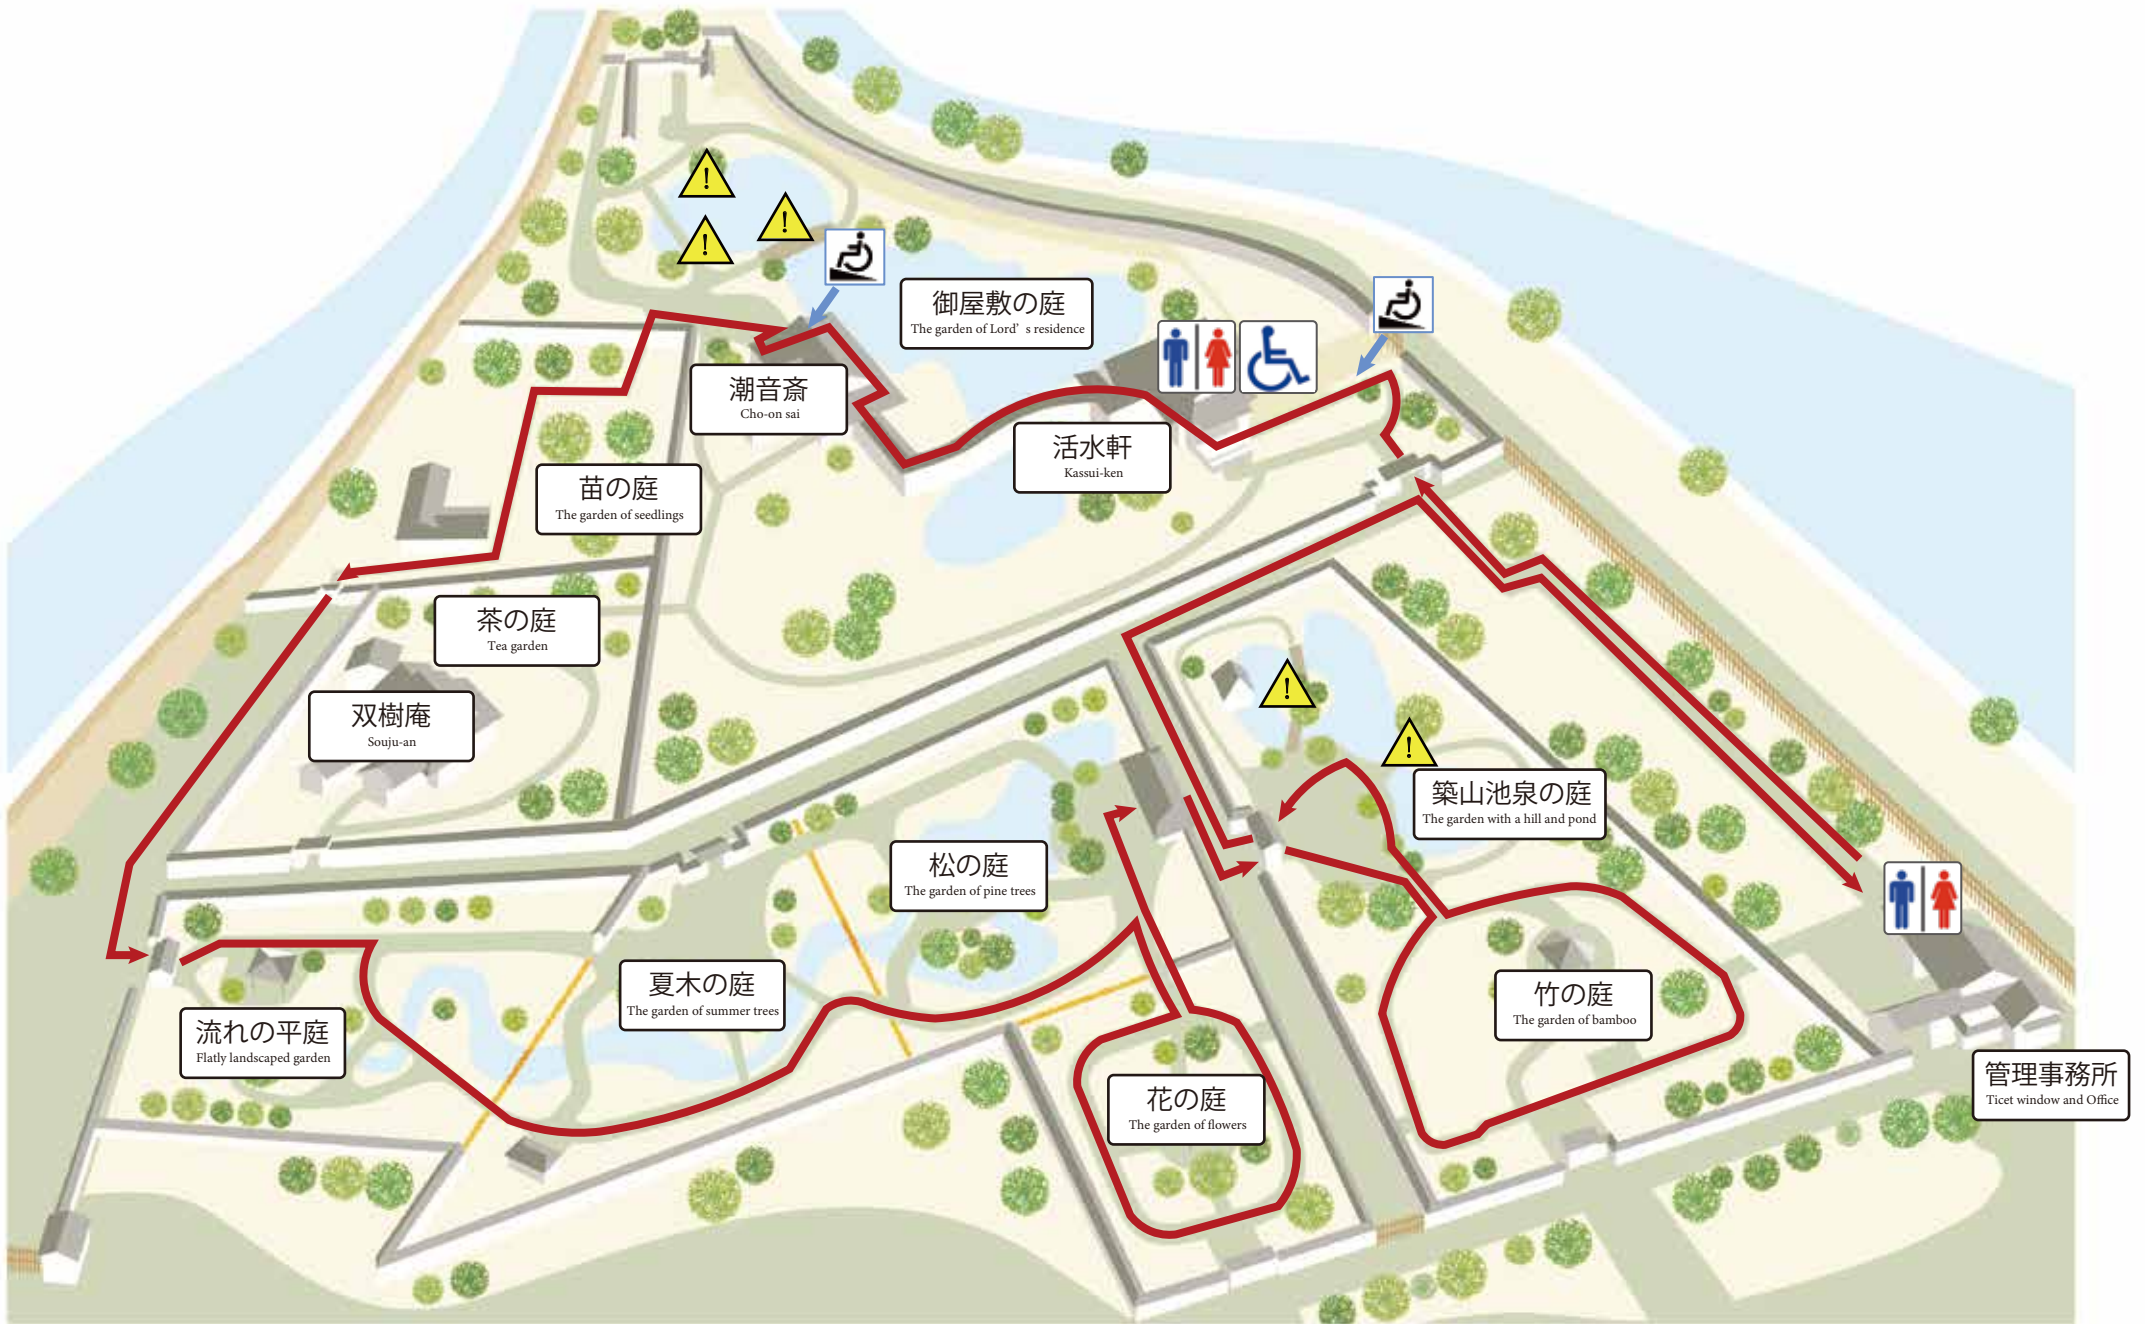 御屋敷の庭
The garden of Lord’ s residence
潮音斎
Cho-on sai
活水軒
Kassui-ken
苗の庭
The garden of seedlings
茶の庭
Tea garden
双樹庵
Souju-an
築山池泉の庭
The garden with a hill and pond
松の庭
The garden of pine trees
夏木の庭
The garden of summer trees
竹の庭
The garden of bamboo
流れの平庭
Flatly landscaped garden
花の庭
The garden of flowers
管理事務所
Ticet window and Office